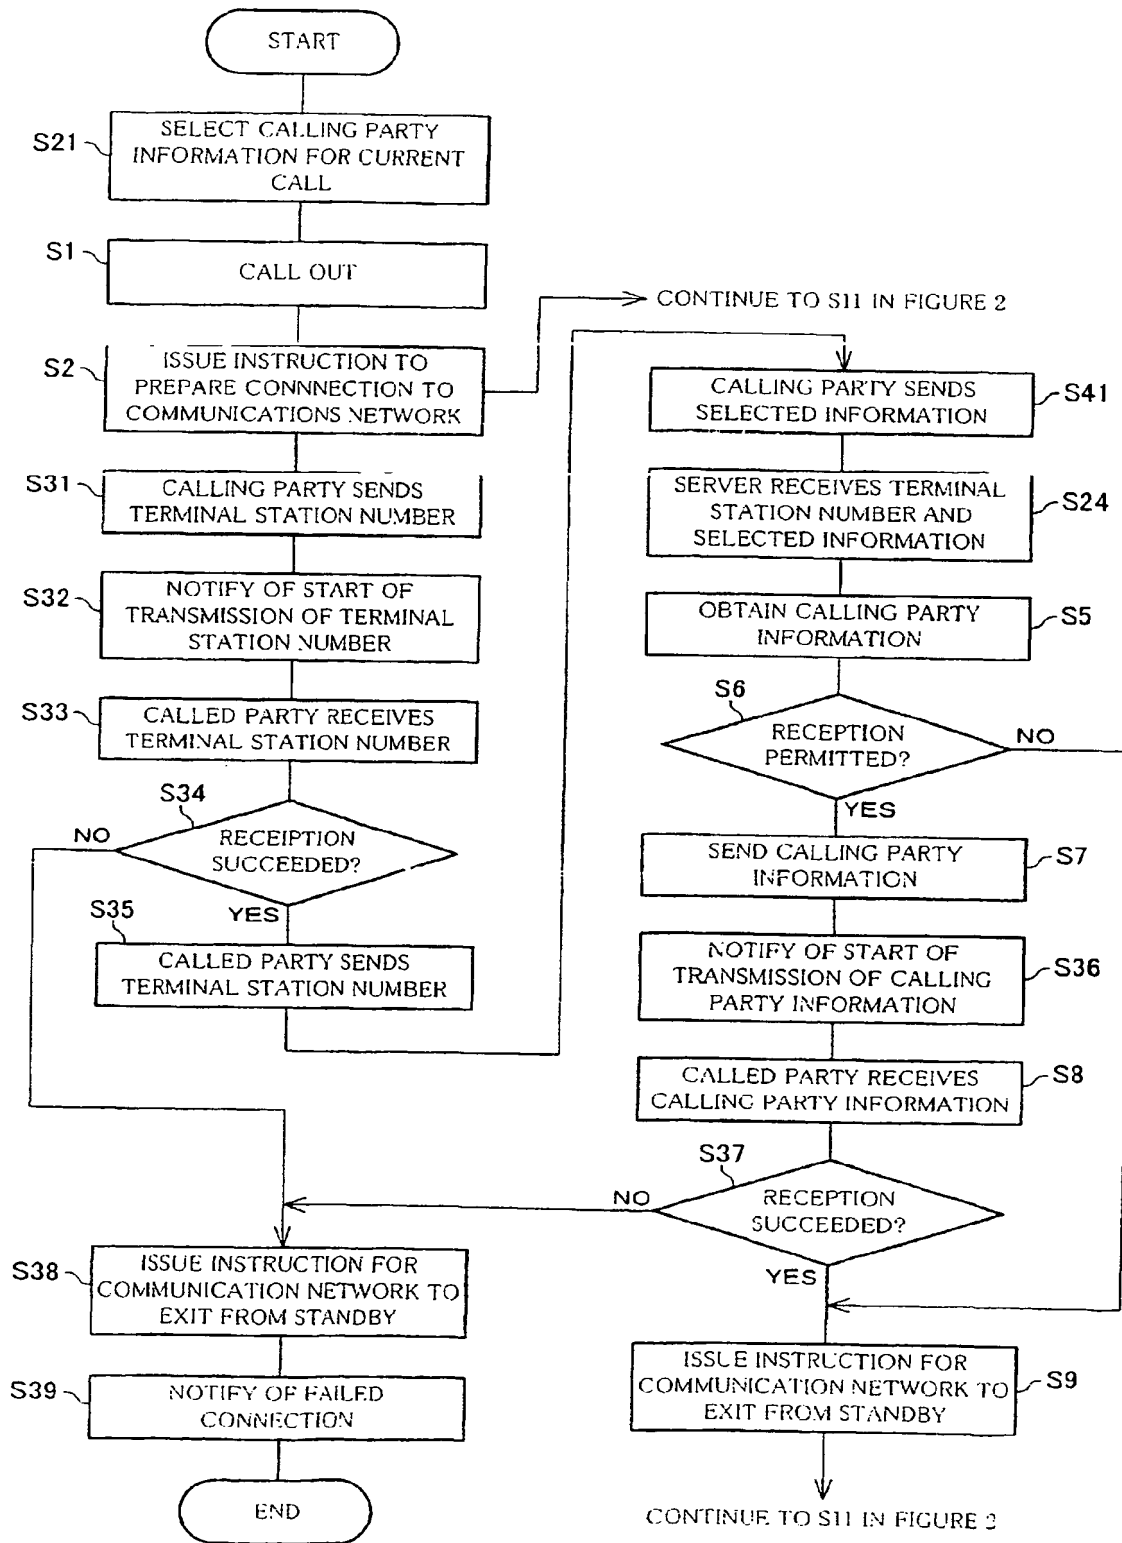 START
S21
SELECT CALLING PARTY
INFORMATION FOR CURRENT
CALL
S1
CALL OUT
CONTINUE TO S11 IN FIGURE 2
S2
ISSUE INSTRUCTION TO
PREPARE CONNNECTION TO
COMMUNICATIONS NETWORK
S31
CALLING PARTY SENDS
TERMINAL STATION NUMBER
S32
NOTIFY OF START OF
TRANSMISSION OF TERMINAL
STATION NUMBER
S33
CALLED PARTY RECEIVES
TERMINAL STATION NUMBER
S34
NO
RECEIPTION
SUCCEEDED?
YES
S35
CALLED PARTY SENDS
TERMINAL STATION NUMBER
CALLING PARTY SENDS
SELECTED INFORMATION
S41
SERVER RECEIVES TERMINAL
STATION NUMBER AND
SELECTED INFORMATION
S24
OBTAIN CALLING PARTY
INFORMATION
S5
S6
RECEPTION
PERMITTED?
NO
YES
SEND CALLING PARTY
INFORMATION
S7
NOTIFY OF START OF
TRANSMISSION OF CALLING
PARTY INFORMATION
S36
CALLED PARTY RECEIVES
CALLING PARTY INFORMATION
S8
S37
NO
RECEPTION
SUCCEEDED?
YES
S38
ISSUE INSTRUCTION FOR
COMMUNICATION NETWORK TO
EXIT FROM STANDBY
S39
NOTIFY OF FAILED
CONNECTION
END
ISSUE INSTRUCTION FOR
COMMUNICATION NETWORK TO
EXIT FROM STANDBY
S9
CONTINUE TO S11 IN FIGURE 2